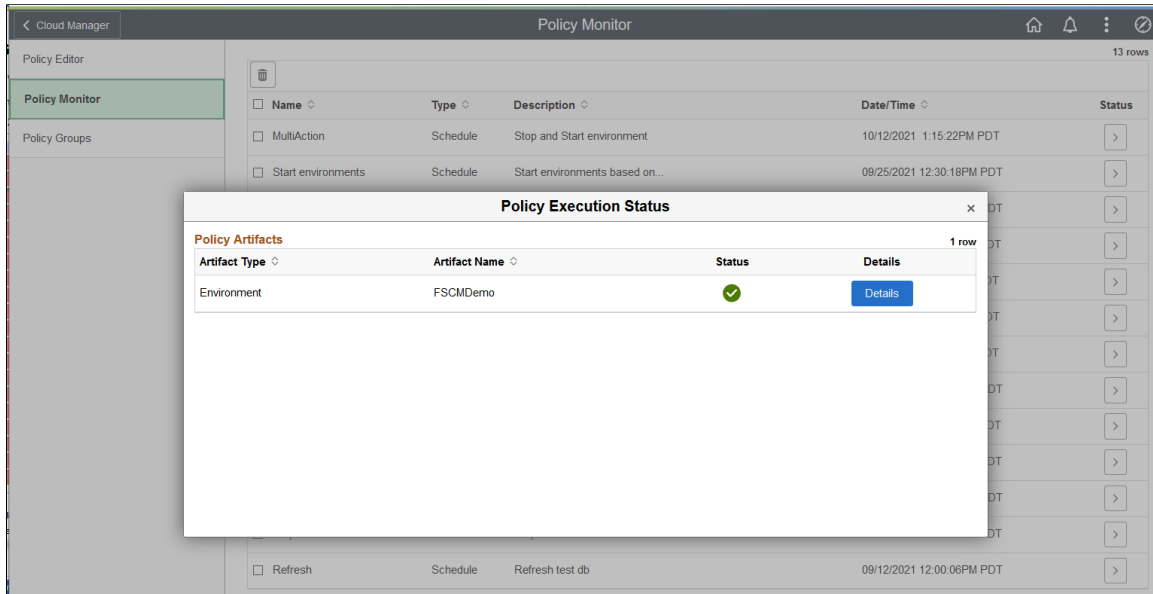 Cloud Manager
Policy Monitor
Policy Editor
Policy Monitor
Policy Groups
13 rows
Name Type Description Date/Time Status
MultiAction Schedule Stop and Start environment 10/12/2021 1:15:22PM PDT
Start environments Schedule Start environments based on... 09/25/2021 12:30:18PM PDT
Policy Execution Status
Policy Artifacts 1 row
Artifact Type Artifact Name Status Details
Environment FSCMDemo Details
Refresh Schedule Refresh test db 09/12/2021 12:00:06PM PDT